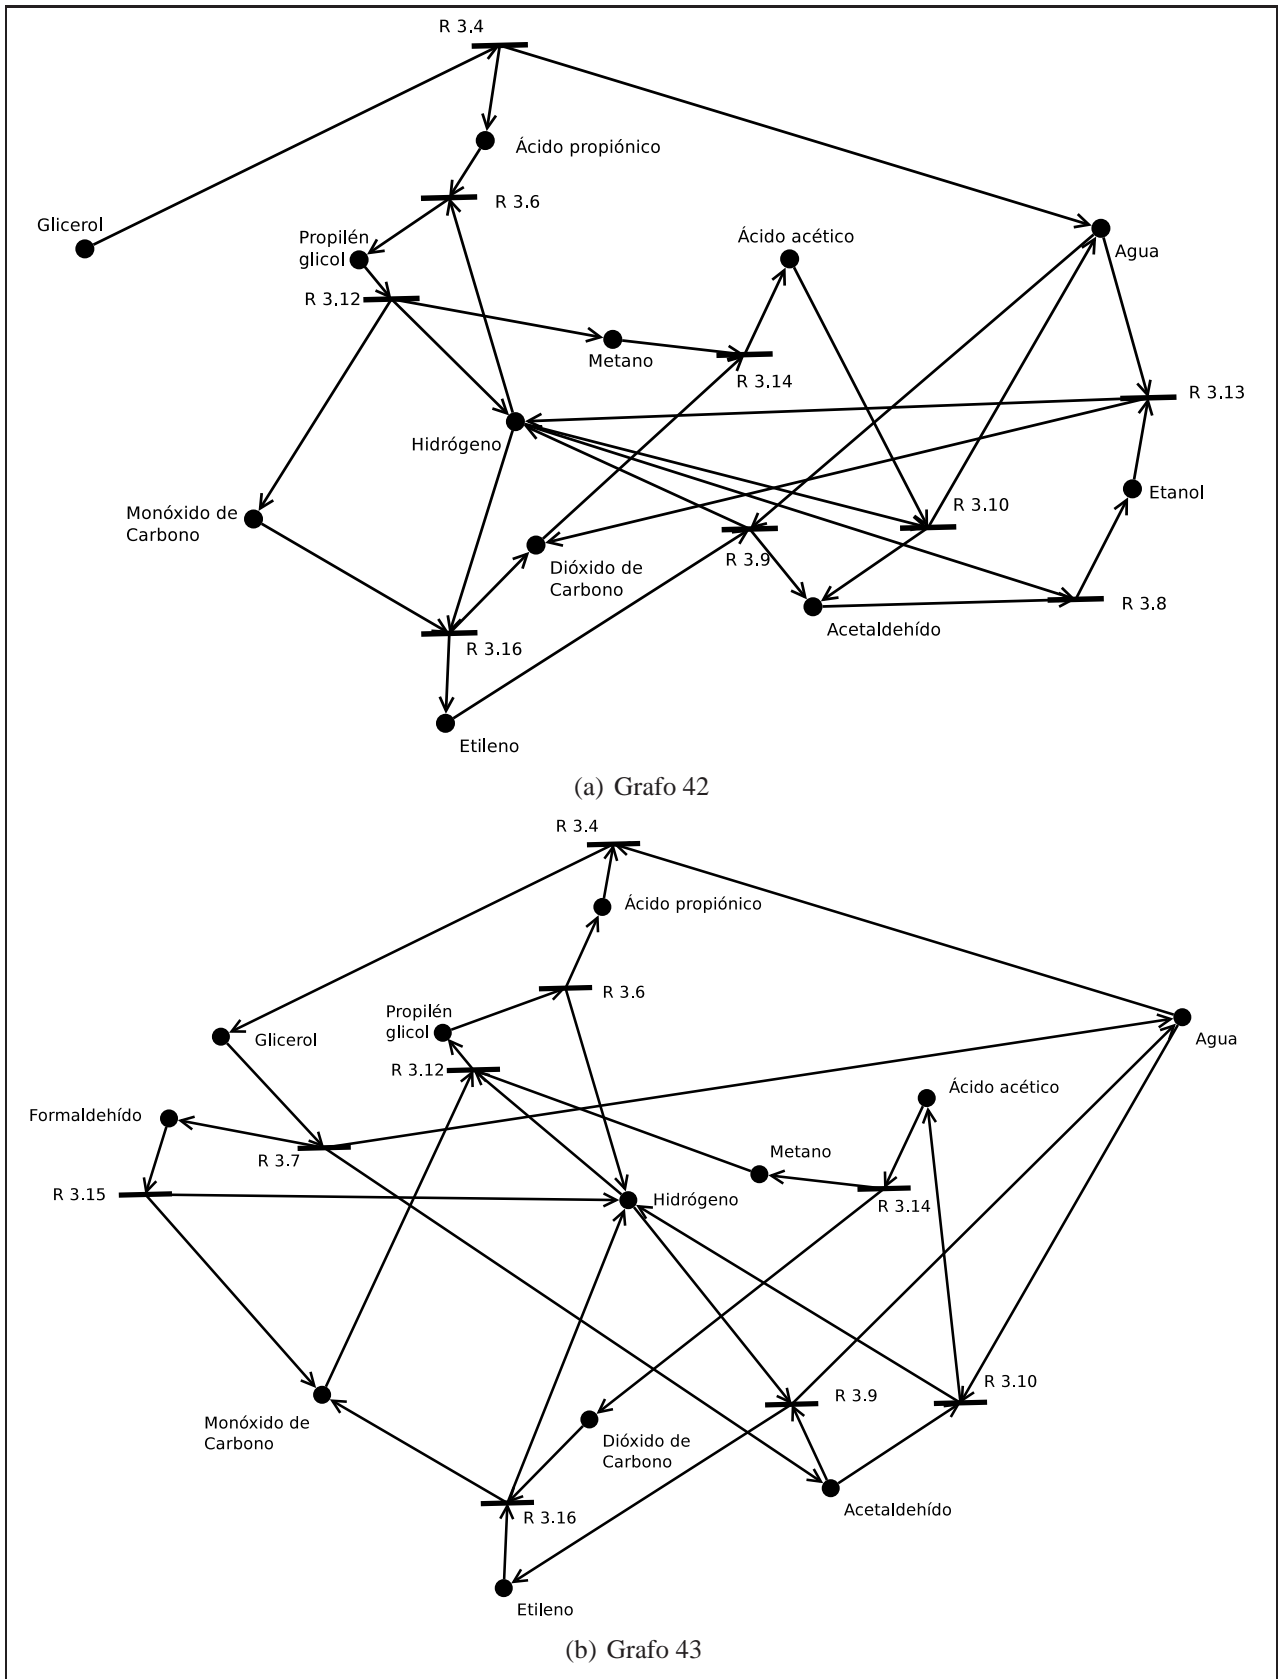 R 3.4
Ácido propiónico
R 3.6
Glicerol
Propilén
glicol
Ácido acético
Agua
R 3.12
Metano
R 3.14
R 3.13
Hidrógeno
Etanol
Monóxido de
Carbono
R 3.10
R 3.9
Dióxido de
Carbono
R 3.8
Acetaldehído
R 3.16
Etileno
(a) Grafo 42
R 3.4
Ácido propiónico
R 3.6
Propilén
glicol
Glicerol
Agua
R 3.12
Ácido acético
Formaldehído
Metano
R 3.7
R 3.15
Hidrógeno
R 3.14
R 3.10
R 3.9
Monóxido de
Carbono
Dióxido de
Carbono
Acetaldehído
R 3.16
Etileno
(b) Grafo 43